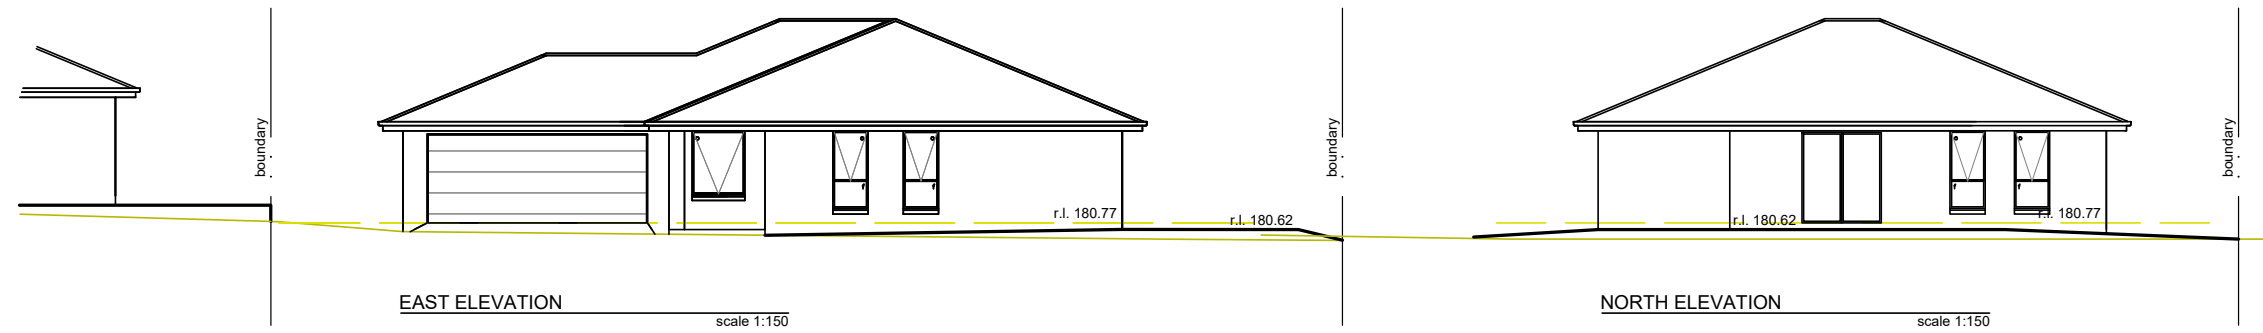 boundary
boundary
boundary
r.l. 180.77
r.l. 180.62
r.l. 180.62
r.l. 180.77
f
f
f
f
EAST ELEVATION
scale 1:150
NORTH ELEVATION
scale 1:150